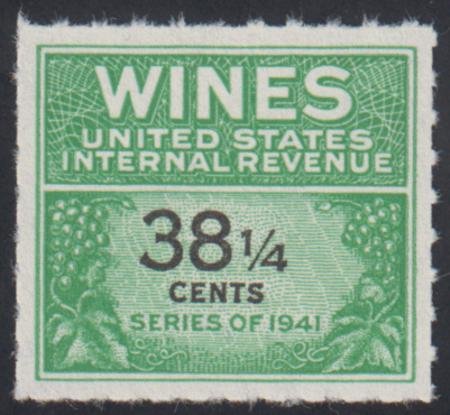 WINES
UNITED STATES
INTERNAL REVENUE
38 1/4
CENTS
SERIES OF 1941